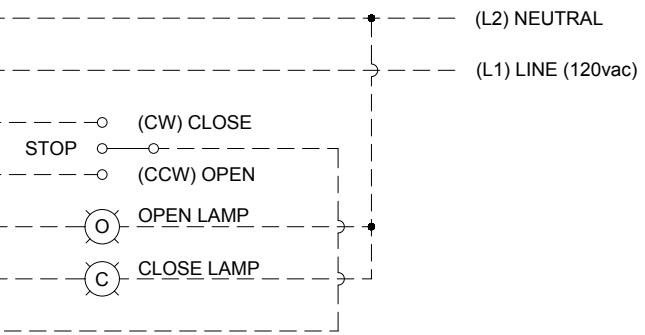 (L2) NEUTRAL
(L1) LINE (120vac)
(CW) CLOSE
STOP
(CCW) OPEN
O OPEN LAMP
C CLOSE LAMP